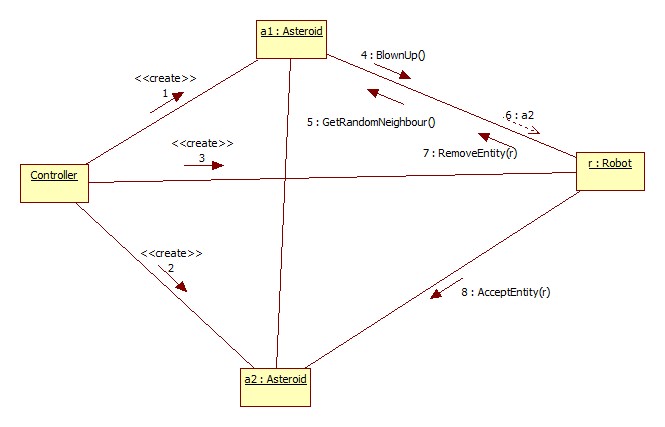 a1 : Asteroid
4 : BlownUp()
<<create>>
1
6 : a2
5 : GetRandomNeighbour()
<<create>>
3
7 : RemoveEntity(r)
r : Robot
Controller
<<create>>
2
8 : AcceptEntity(r)
a2 : Asteroid